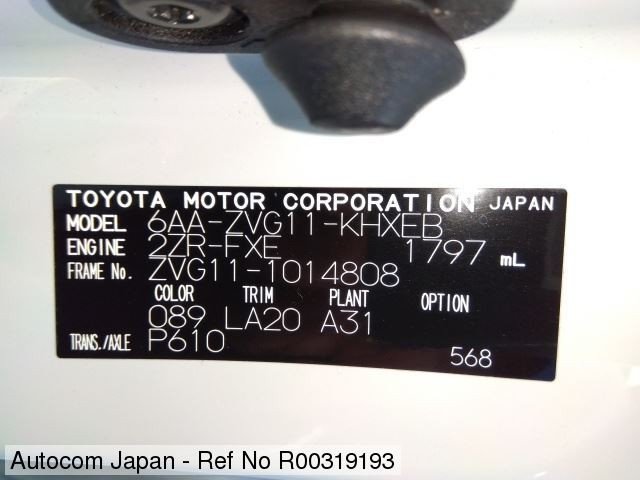 TOYOTA MOTOR CORPORATION JAPAN
MODEL 6AA-ZVG11-KHXEB
ENGINE 2ZR-FXE 1797 mL
FRAME No. ZVG11-1014808
COLOR TRIM PLANT OPTION
089 LA20 A31
TRANS./AXLE P610
568
Autocom Japan - Ref No R00319193